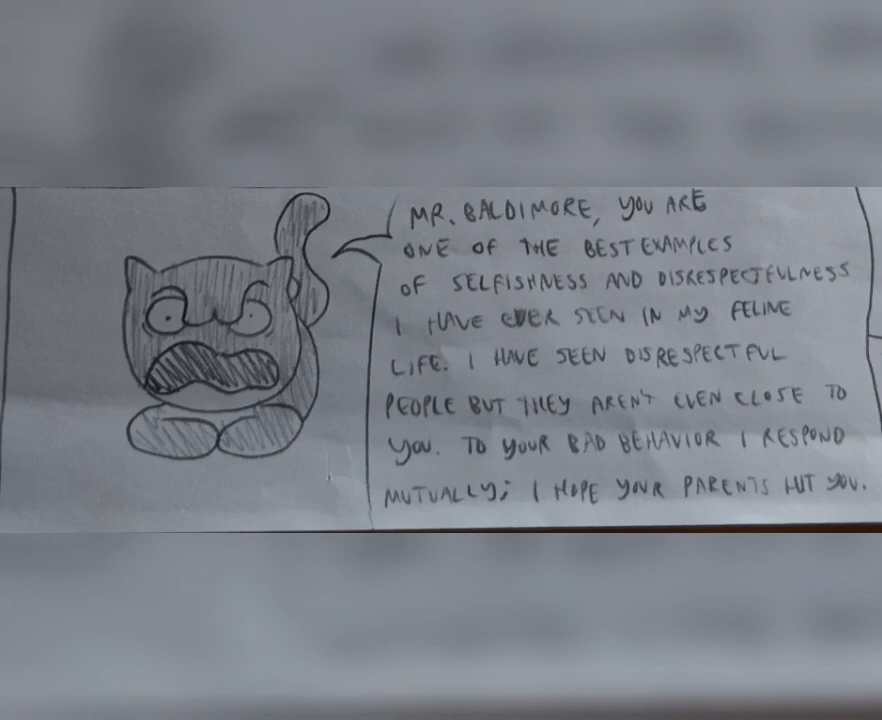 MR. BALDIMORE, YOU ARE
ONE OF THE BEST EXAMPLES
OF SELFISHNESS AND DISRESPECTFULNESS
I HAVE EVER SEEN IN MY FELINE
LIFE. I HAVE SEEN DISRESPECTFUL
PEOPLE BUT THEY AREN'T EVEN CLOSE TO
YOU. TO YOUR BAD BEHAVIOR I RESPOND
MUTUALLY; I HOPE YOUR PARENTS HIT YOU.